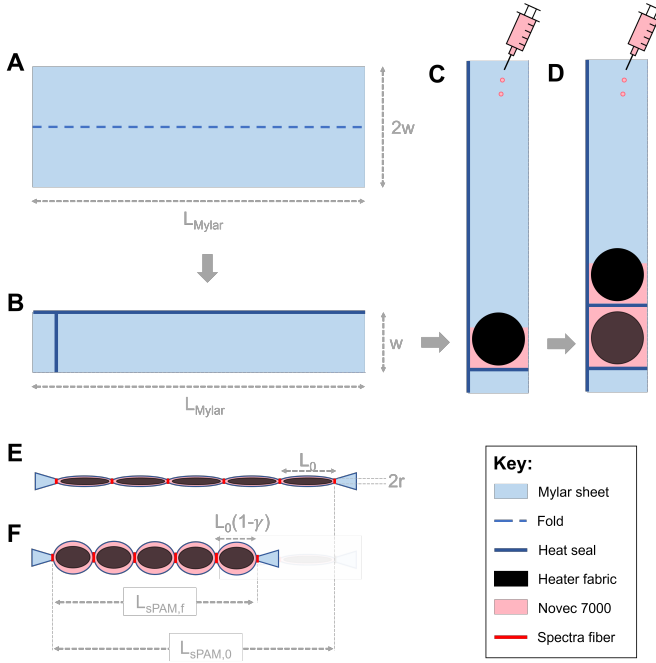 A
2w
L_Mylar
B
w
L_Mylar
C
D
E
L_0
2r
F
L_0(1-γ)
L_sPAM,f
L_sPAM,0
Key:
Mylar sheet
Fold
Heat seal
Heater fabric
Novec 7000
Spectra fiber